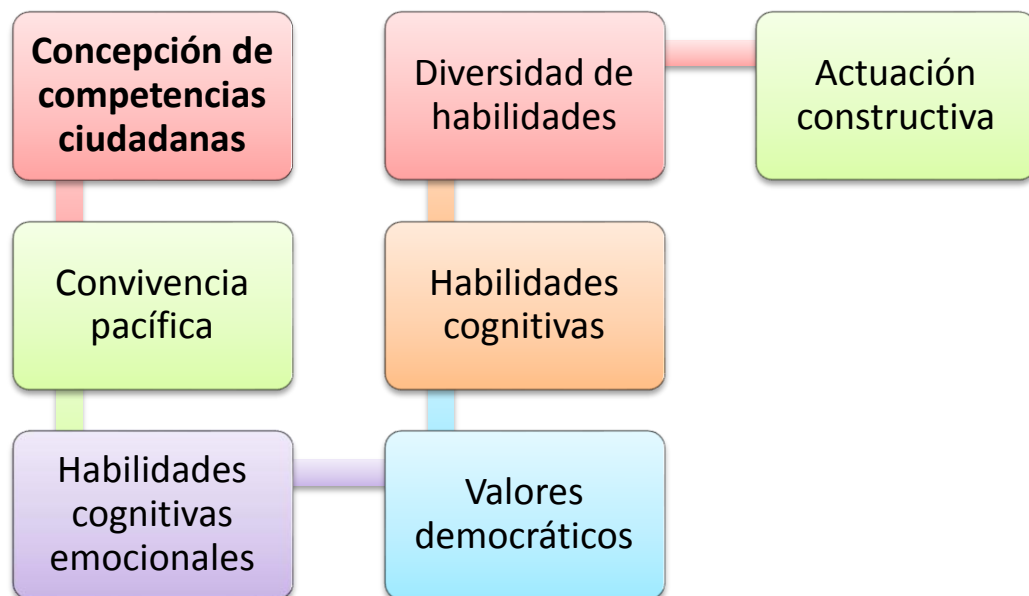 Concepción de
competencias
ciudadanas
Convivencia
pacífica
Habilidades
cognitivas
emocionales
Valores
democráticos
Habilidades
cognitivas
Diversidad de
habilidades
Actuación
constructiva